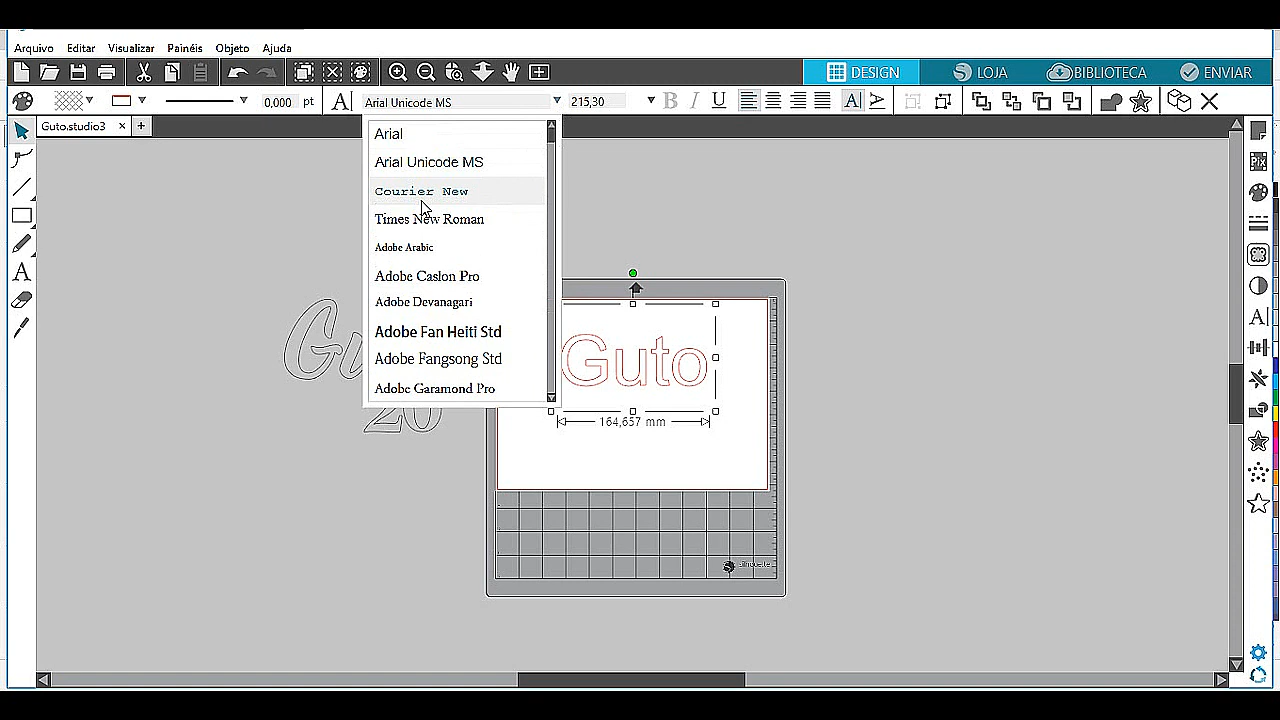 Arquivo Editar Visualizar Painéis Objeto Ajuda
DESIGN LOJA BIBLIOTECA ENVIAR
0,000 pt A Arial Unicode MS 215,30 B I U A
Guto.studio3 × +
Arial
Arial Unicode MS
Courier New
Times New Roman
Adobe Arabic
Adobe Caslon Pro
Adobe Devanagari
Adobe Fan Heiti Std
Adobe Fangsong Std
Adobe Garamond Pro
Guto
20
164,657 mm
silhouette